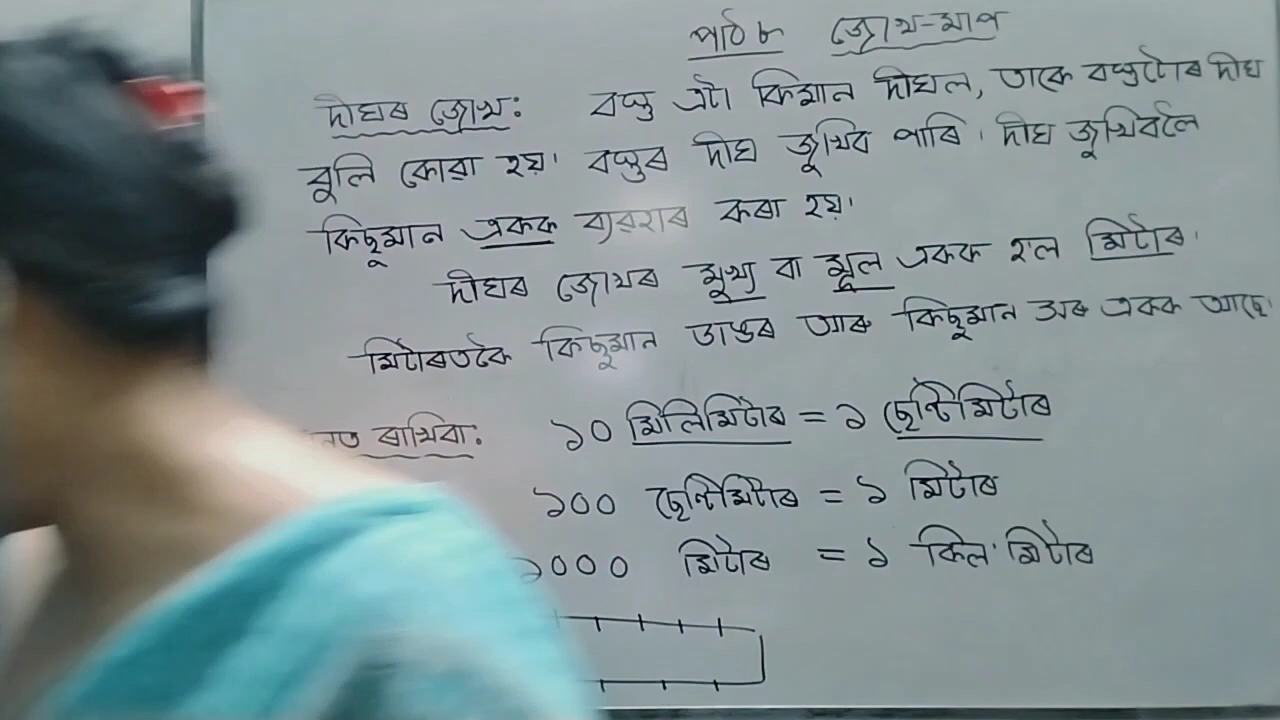 পাঠ ৮ জোখ-মাপ
দীঘৰ জোখ: বস্তু এটা কিমান দীঘল, তাকে বস্তুটোৰ দীঘ
বুলি কোৱা হয়। বস্তুৰ দীঘ জুখিব পাৰি। দীঘ জুখিবলৈ
কিছুমান একক ব্যৱহাৰ কৰা হয়।
দীঘৰ জোখৰ মুখ্য বা মূল একক হ'ল মিটাৰ।
মিটাৰতকৈ কিছুমান ডাঙৰ আৰু কিছুমান সৰু একক আছে।
ৰাখিবা: ১০ মিলিমিটাৰ = ১ ছেণ্টিমিটাৰ
১০০ ছেণ্টিমিটাৰ = ১ মিটাৰ
১০০০ মিটাৰ = ১ কিল'মিটাৰ